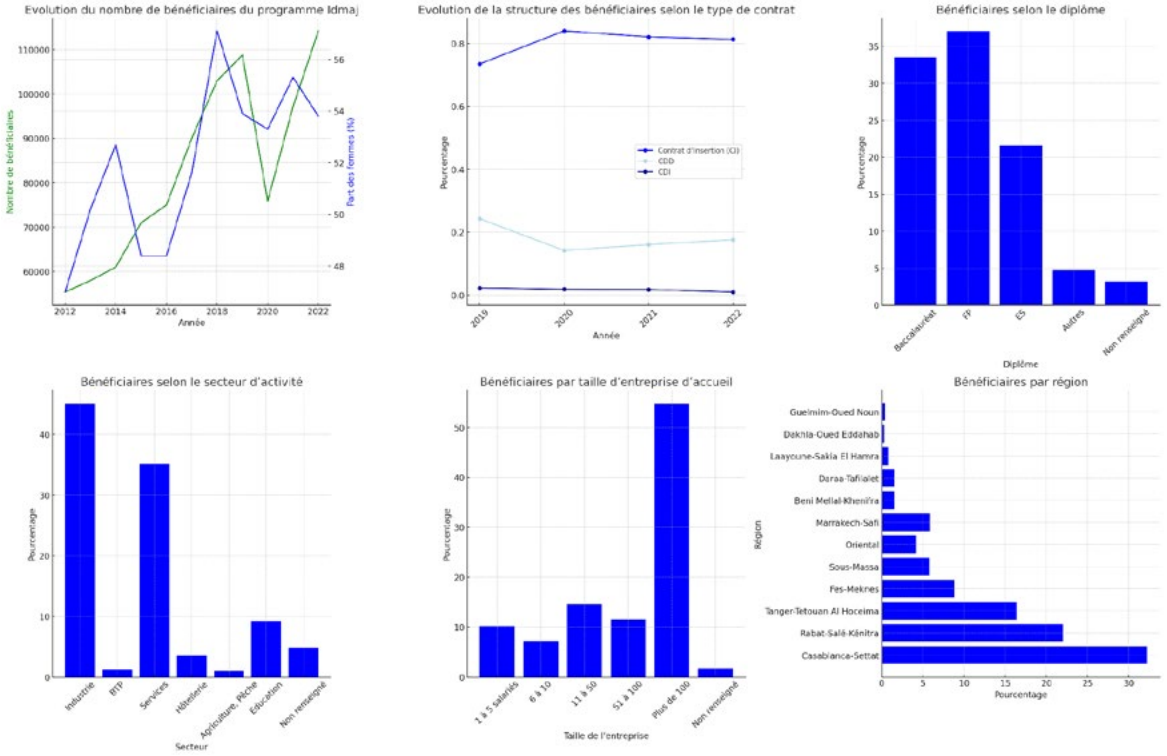 Evolution du nombre de bénéficiaires du programme Idmaj
Nombre de bénéficiaires
110000
100000
90000
80000
70000
60000
56
54
52
50
48
Part des femmes (%)
2012 2014 2016 2018 2020 2022
Année
Evolution de la structure des bénéficiaires selon le type de contrat
Pourcentage
0.8
0.6
0.4
0.2
0.0
Contrat d'insertion (CI)
CDD
CDI
2019 2020 2021 2022
Année
Bénéficiaires selon le diplôme
Pourcentage
35
30
25
20
15
10
5
0
Baccalauréat FP ES Autres Non renseigné
Diplôme
Bénéficiaires selon le secteur d'activité
Pourcentage
40
30
20
10
0
Industrie BTP Services Hôtellerie Agriculture, Pêche Education Non renseigné
Secteur
Bénéficiaires par taille d'entreprise d'accueil
Pourcentage
50
40
30
20
10
0
1 à 5 salariés 6 à 10 11 à 50 51 à 100 Plus de 100 Non renseigné
Taille de l'entreprise
Bénéficiaires par région
Région
Guelmim-Oued Noun
Dakhla-Oued Eddahab
Laayoune-Sakia El Hamra
Daraa-Tafilalet
Beni Mellal-Khenifra
Marrakech-Safi
Oriental
Sous-Massa
Fes-Meknes
Tanger-Tetouan Al Hoceima
Rabat-Salé-Kénitra
Casablanca-Settat
0 5 10 15 20 25 30
Pourcentage